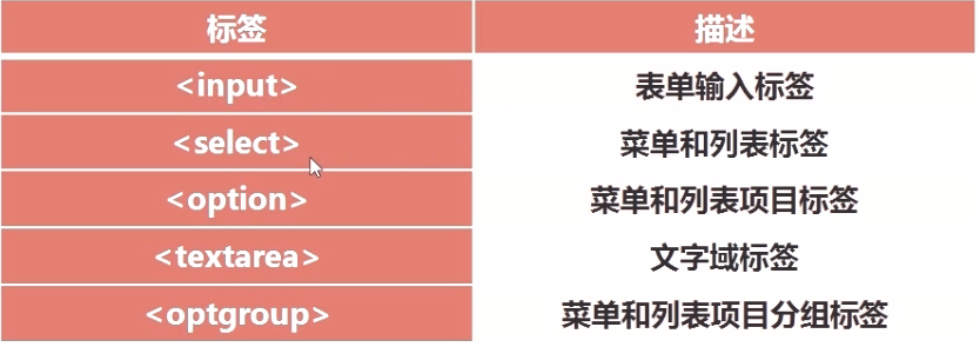 标签 描述
<input> 表单输入标签
<select> 菜单和列表标签
<option> 菜单和列表项目标签
<textarea> 文字域标签
<optgroup> 菜单和列表项目分组标签